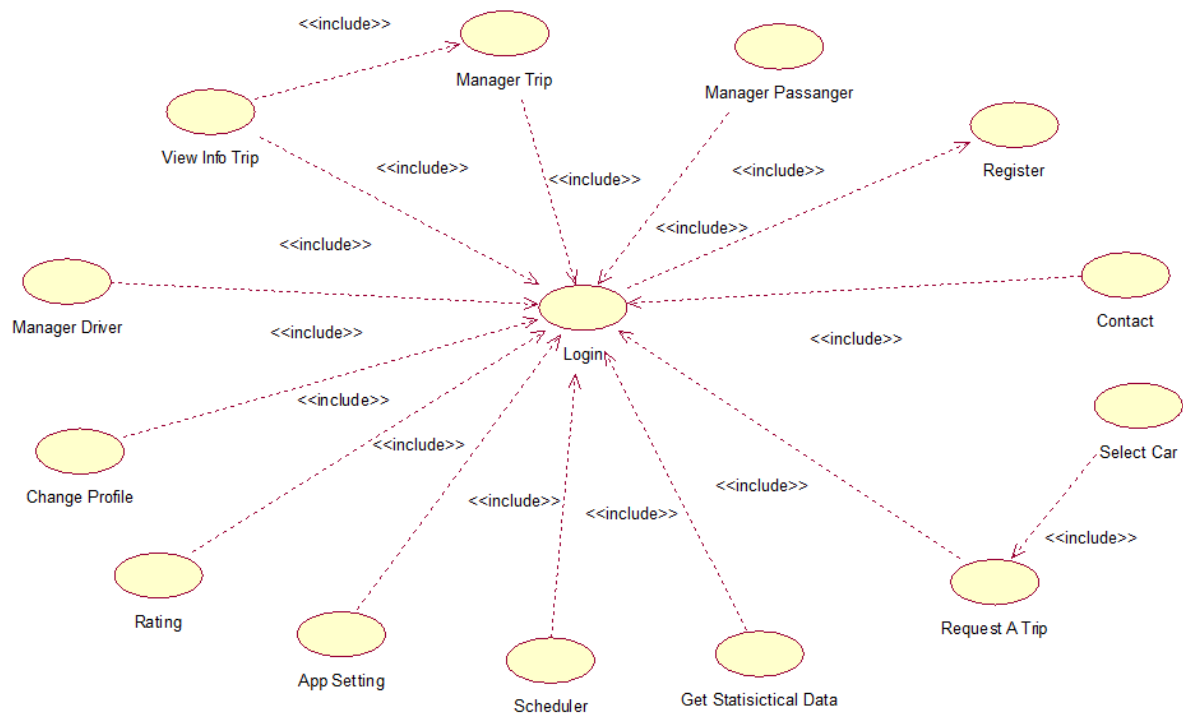 <<include>>
Manager Trip
Manager Passanger
View Info Trip
<<include>>
<<include>>
<<include>>
Register
<<include>>
<<include>>
Manager Driver
Contact
<<include>>
Login
<<include>>
<<include>>
Select Car
<<include>>
Change Profile
<<include>>
<<include>>
<<include>>
<<include>>
Rating
Request A Trip
App Setting
<<include>>
Scheduler
Get Statisictical Data